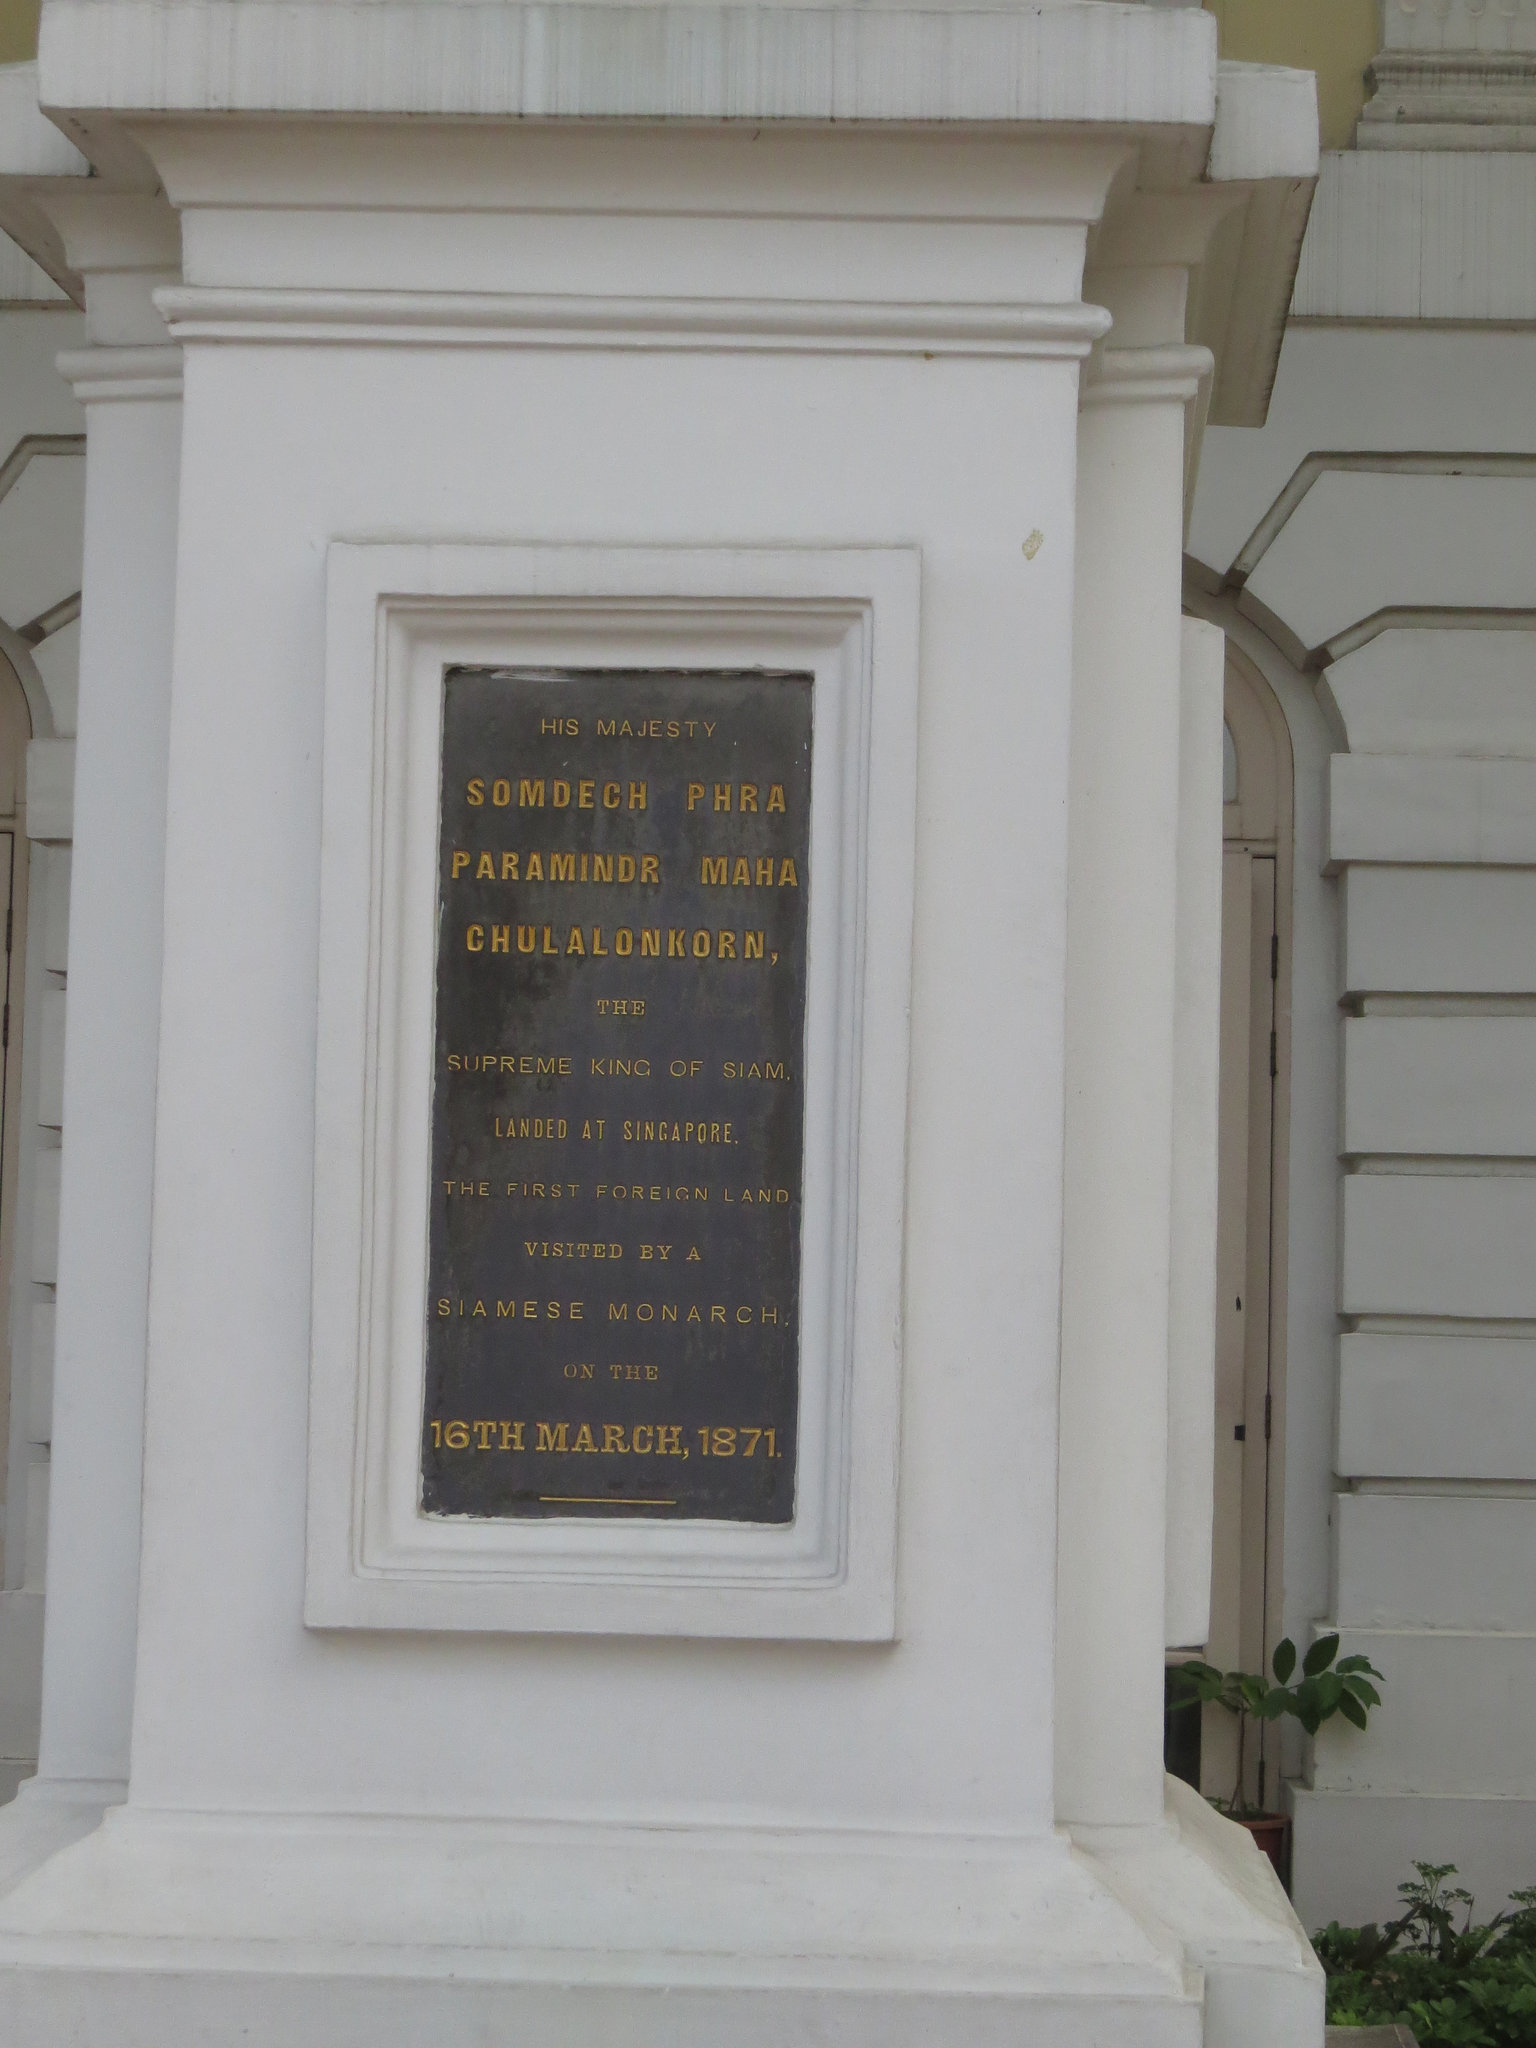 HIS MAJESTY
SOMDECH PHRA
PARAMINDR MAHA
CHULALONKORN,
THE
SUPREME KING OF SIAM.
LANDED AT SINGAPORE.
THE FIRST FOREIGN LAND
VISITED BY A
SIAMESE MONARCH.
ON THE
16TH MARCH, 1871.